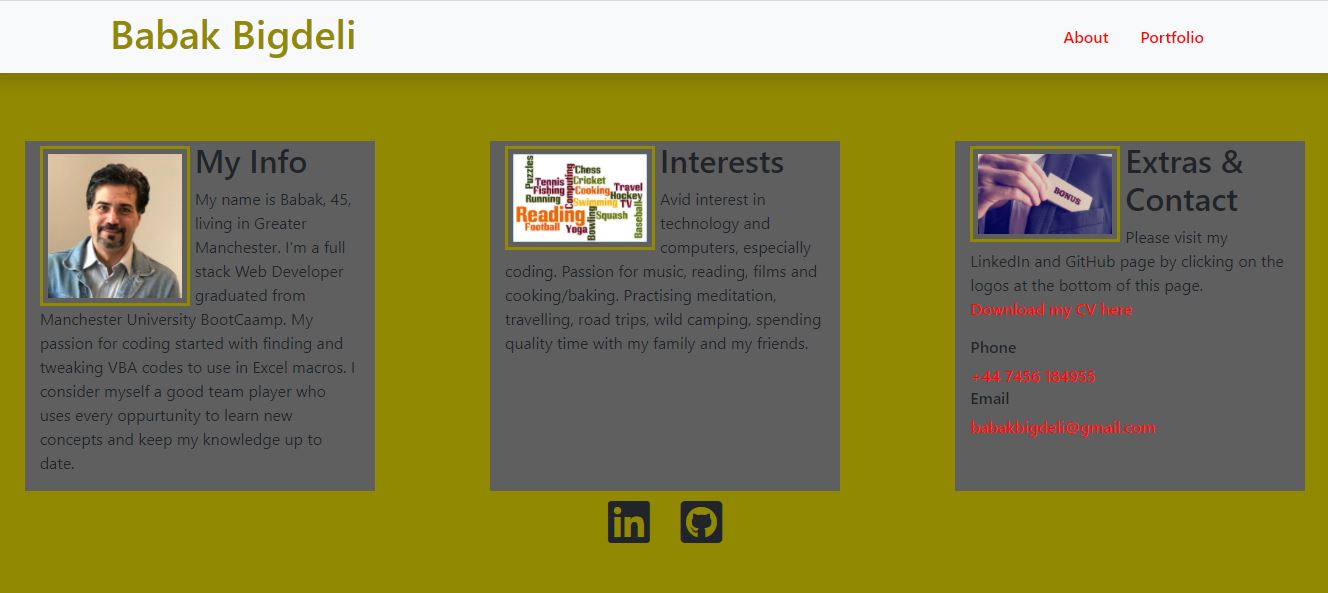 Babak Bigdeli
About Portfolio
My Info
My name is Babak, 45,
living in Greater
Manchester. I'm a full
stack Web Developer
graduated from
Manchester University BootCaamp. My
passion for coding started with finding and
tweaking VBA codes to use in Excel macros. I
consider myself a good team player who
uses every oppurtunity to learn new
concepts and keep my knowledge up to
date.
Puzzles
Chess
Tennis
Cricket
Fishing
Computing
Cooking
Travel
Running
Hockey
Swimming
TV
Reading
Squash
Football
Yoga
Bowling
Baseball
Interests
Avid interest in
technology and
computers, especially
coding. Passion for music, reading, films and
cooking/baking. Practising meditation,
travelling, road trips, wild camping, spending
quality time with my family and my friends.
BONUS
Extras &
Contact
Please visit my
LinkedIn and GitHub page by clicking on the
logos at the bottom of this page.
Download my CV here
Phone
+44 7456 184955
Email
babakbigdeli@gmail.com
in